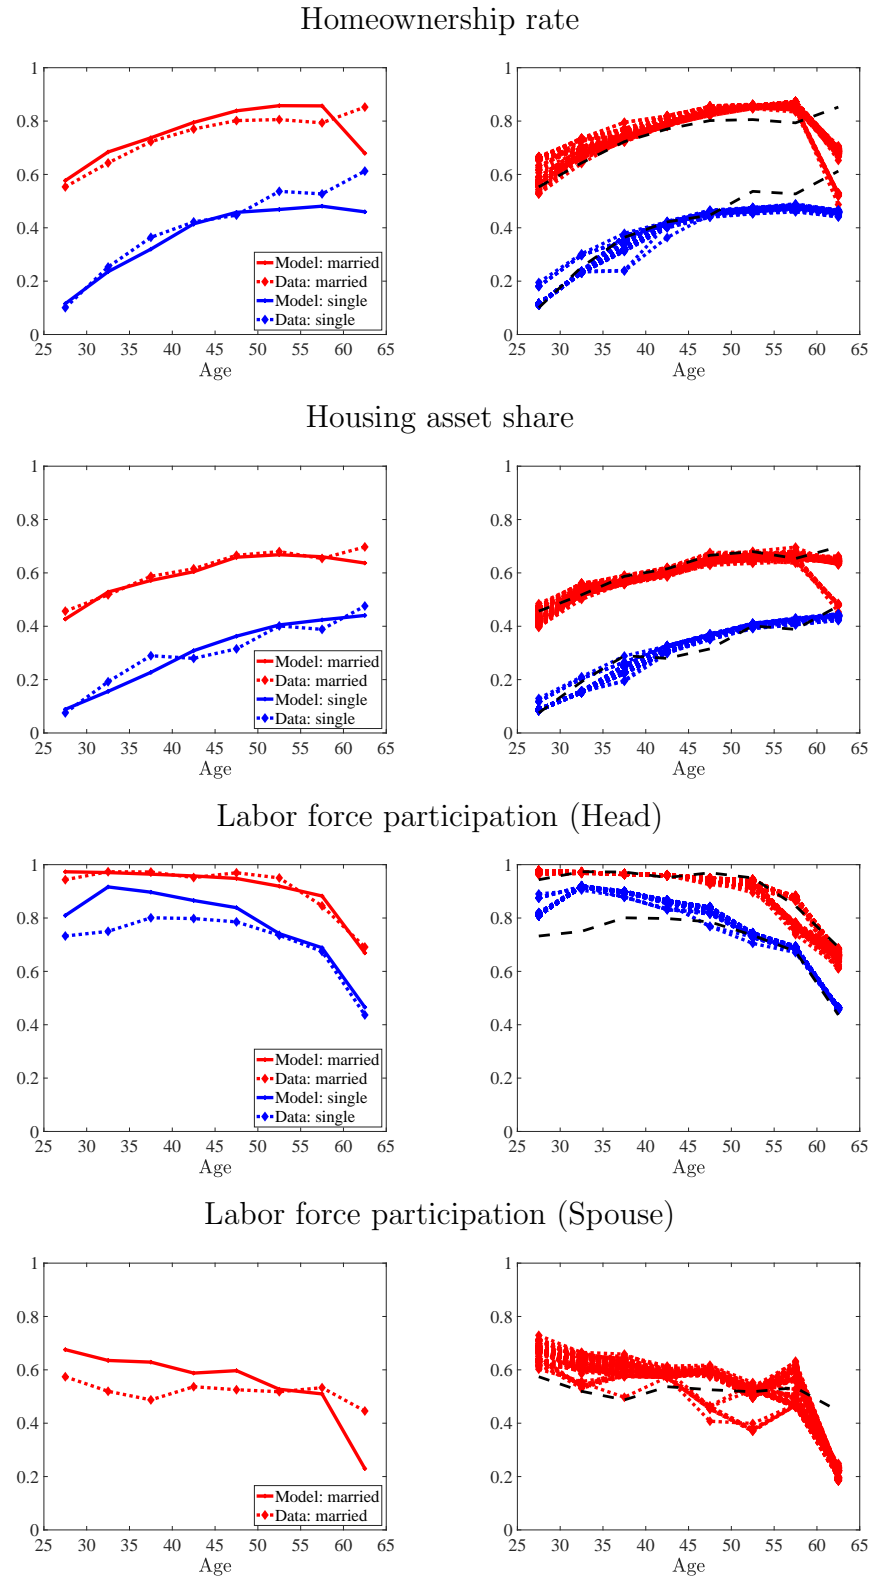 Homeownership rate
1
0.8
0.6
0.4
0.2
0
25 30 35 40 45 50 55 60 65
Age
Model: married
Data: married
Model: single
Data: single
1
0.8
0.6
0.4
0.2
0
25 30 35 40 45 50 55 60 65
Age
Housing asset share
1
0.8
0.6
0.4
0.2
0
25 30 35 40 45 50 55 60 65
Age
Model: married
Data: married
Model: single
Data: single
1
0.8
0.6
0.4
0.2
0
25 30 35 40 45 50 55 60 65
Age
Labor force participation (Head)
1
0.8
0.6
0.4
0.2
0
25 30 35 40 45 50 55 60 65
Age
Model: married
Data: married
Model: single
Data: single
1
0.8
0.6
0.4
0.2
0
25 30 35 40 45 50 55 60 65
Age
Labor force participation (Spouse)
1
0.8
0.6
0.4
0.2
0
25 30 35 40 45 50 55 60 65
Age
Model: married
Data: married
1
0.8
0.6
0.4
0.2
0
25 30 35 40 45 50 55 60 65
Age